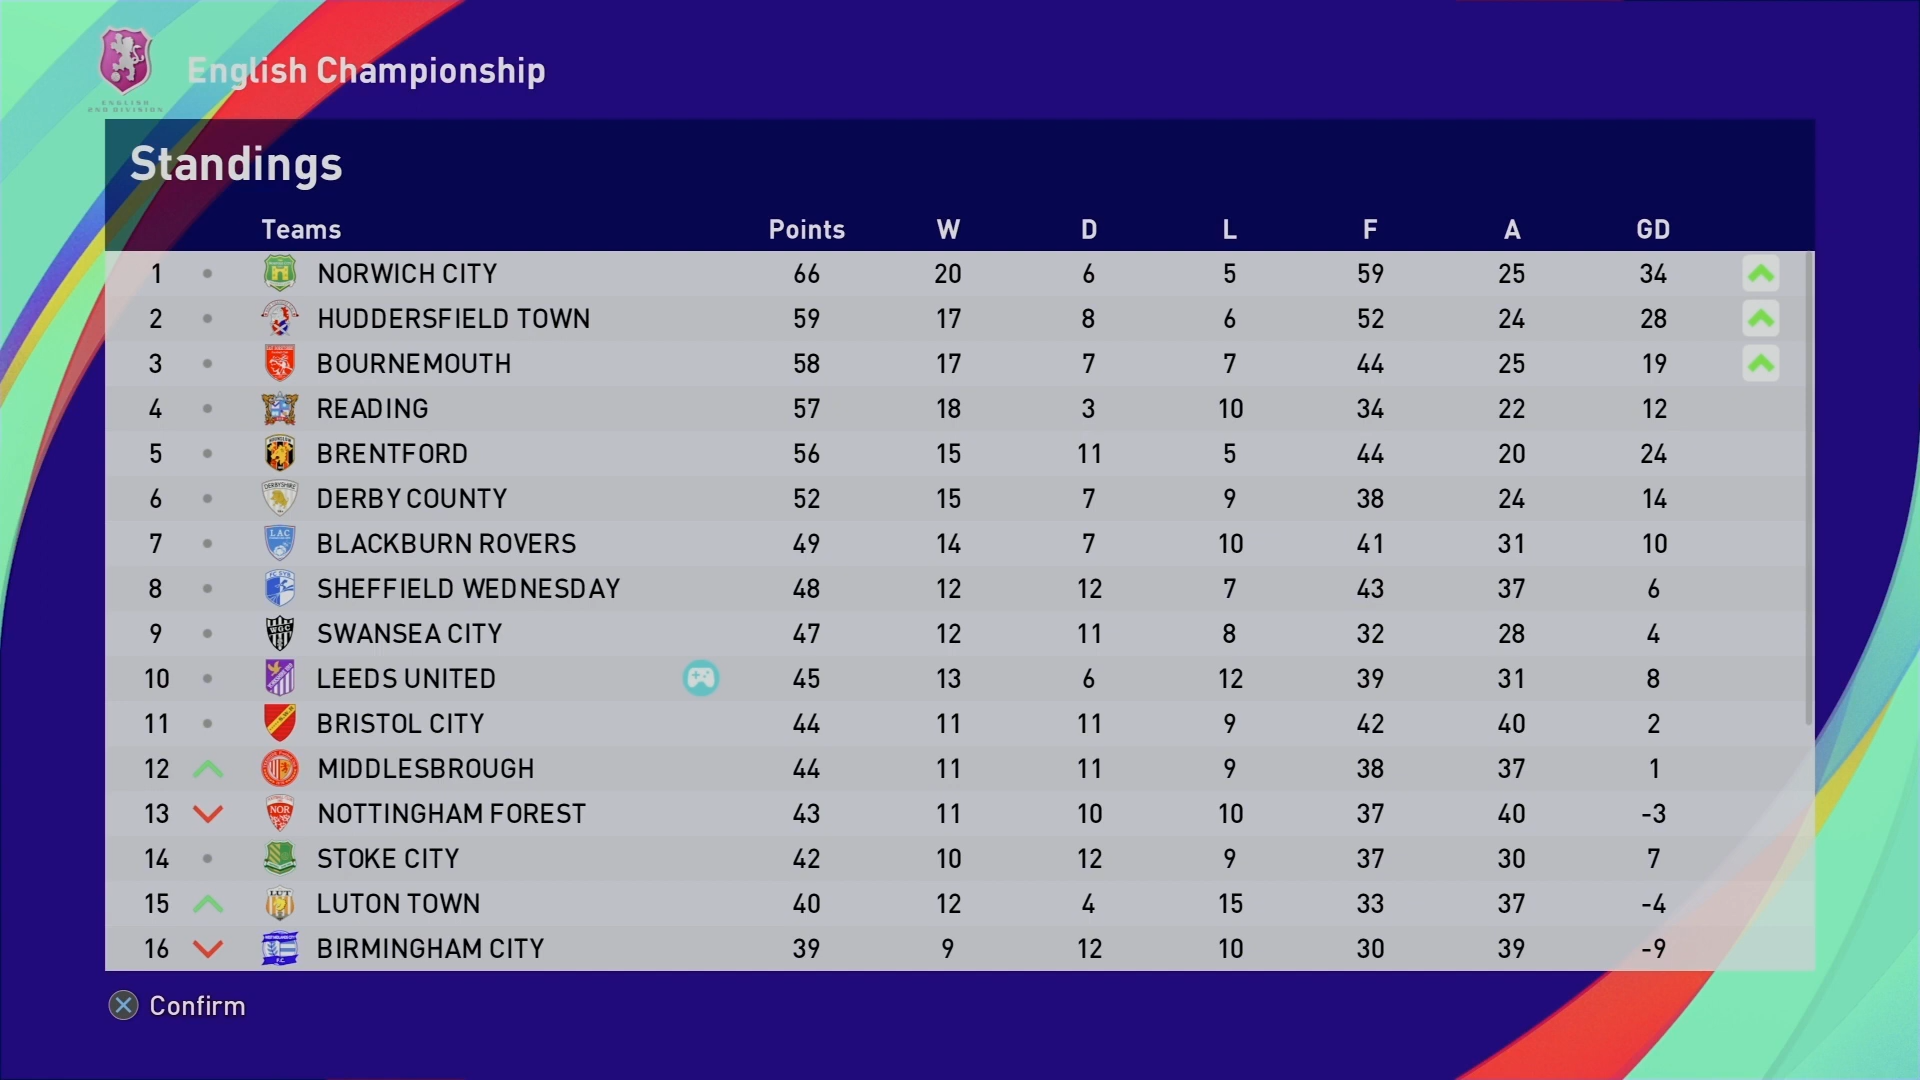 English Championship
ENGLISH
2ND DIVISION
Standings
Teams Points W D L F A GD
1 NORWICH CITY 66 20 6 5 59 25 34
2 HUDDERSFIELD TOWN 59 17 8 6 52 24 28
3 BOURNEMOUTH 58 17 7 7 44 25 19
4 READING 57 18 3 10 34 22 12
5 BRENTFORD 56 15 11 5 44 20 24
6 DERBY COUNTY 52 15 7 9 38 24 14
7 BLACKBURN ROVERS 49 14 7 10 41 31 10
8 SHEFFIELD WEDNESDAY 48 12 12 7 43 37 6
9 SWANSEA CITY 47 12 11 8 32 28 4
10 LEEDS UNITED 45 13 6 12 39 31 8
11 BRISTOL CITY 44 11 11 9 42 40 2
12 MIDDLESBROUGH 44 11 11 9 38 37 1
13 NOTTINGHAM FOREST 43 11 10 10 37 40 -3
14 STOKE CITY 42 10 12 9 37 30 7
15 LUTON TOWN 40 12 4 15 33 37 -4
16 BIRMINGHAM CITY 39 9 12 10 30 39 -9
Confirm